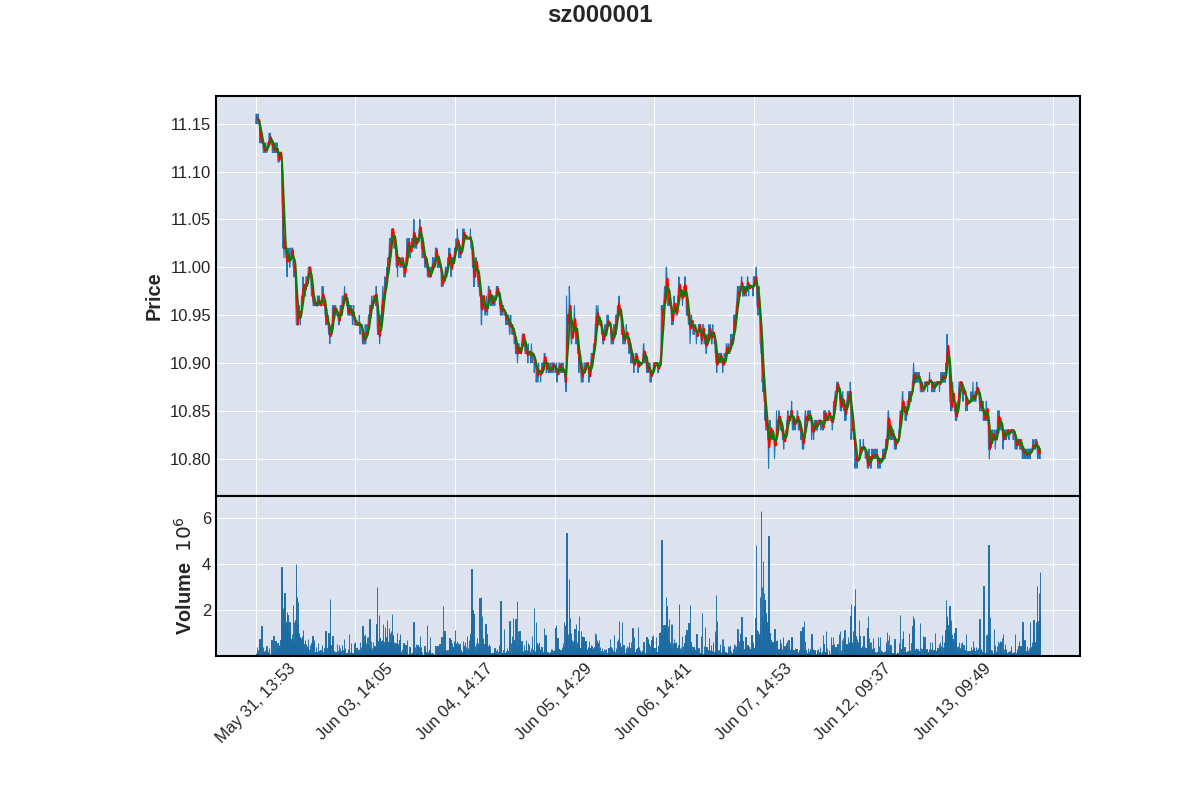 sz000001
Price
11.15
11.10
11.05
11.00
10.95
10.90
10.85
10.80
Volume 10^6
6
4
2
May 31, 13:53
Jun 03, 14:05
Jun 04, 14:17
Jun 05, 14:29
Jun 06, 14:41
Jun 07, 14:53
Jun 12, 09:37
Jun 13, 09:49